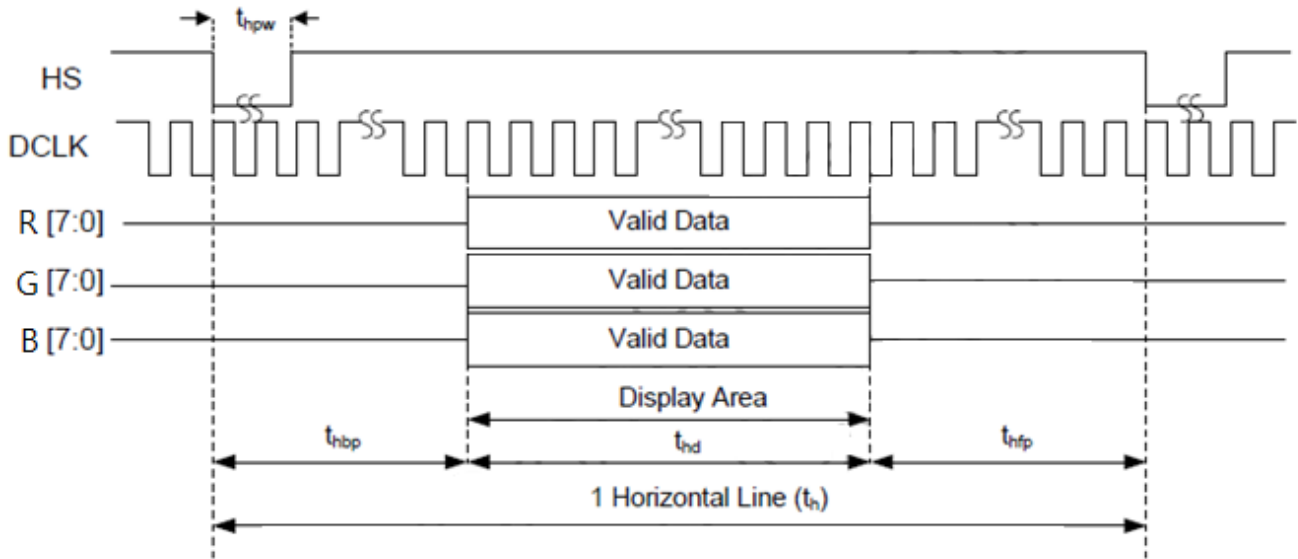 thpw
HS
DCLK
R [7:0]
Valid Data
G [7:0]
Valid Data
B [7:0]
Valid Data
Display Area
thbp
thd
thfp
1 Horizontal Line (th)